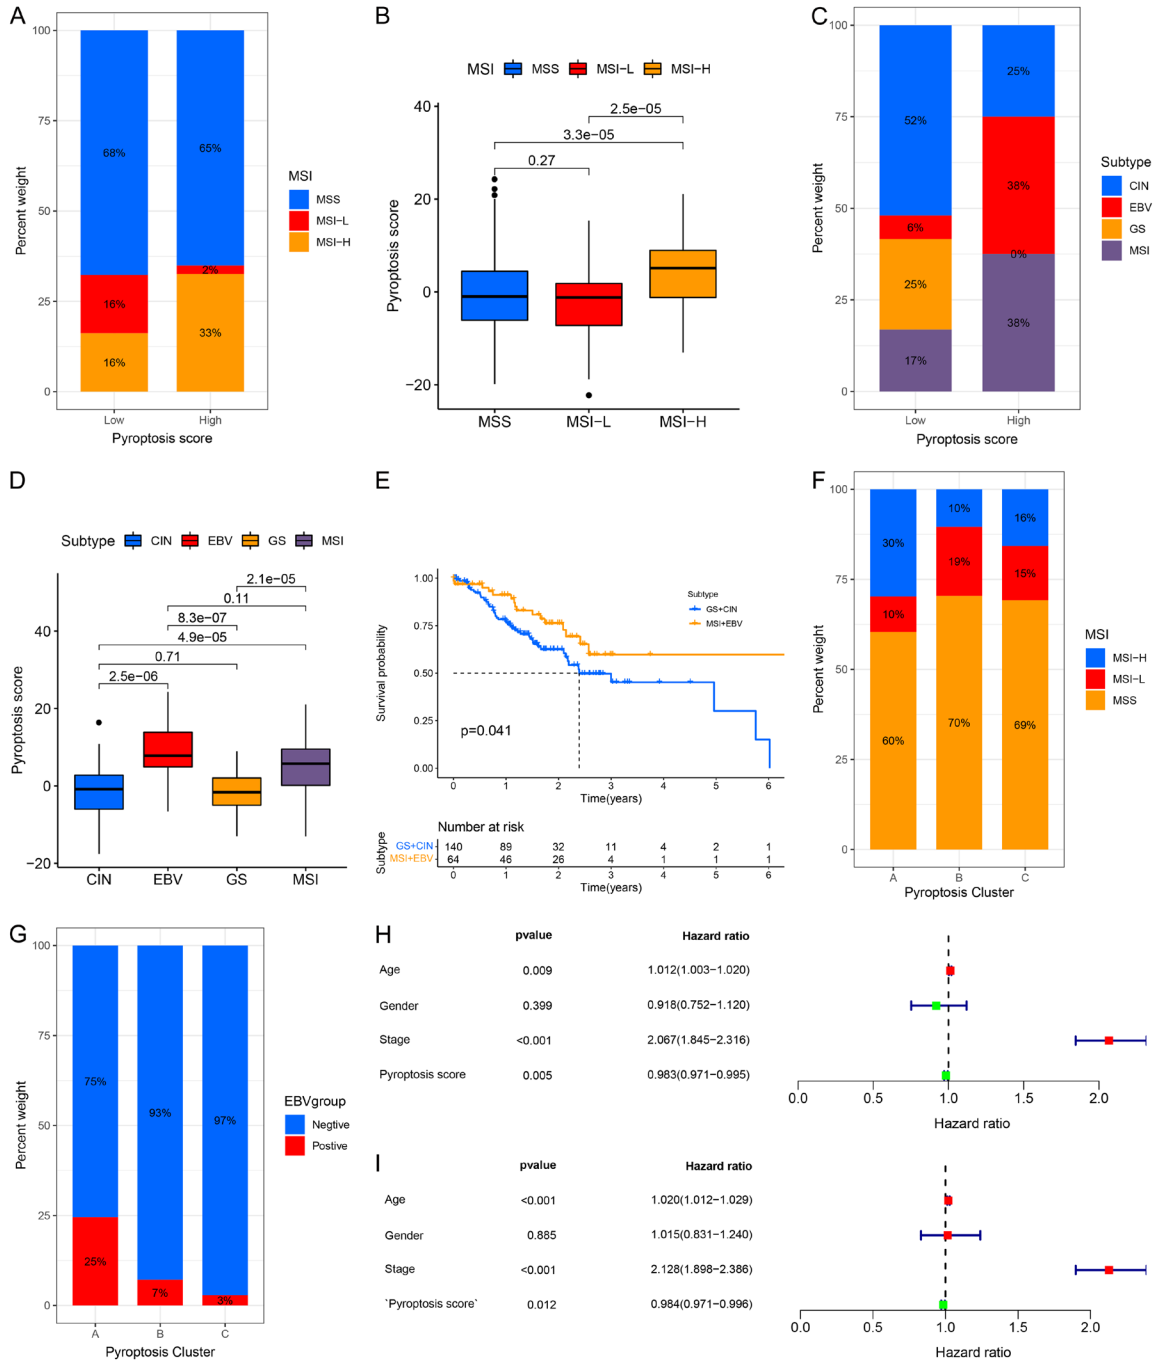 A
100
75
50
25
0
Percent weight
68%
16%
16%
65%
2%
33%
Low
High
Pyroptosis score
MSI
MSS
MSI-L
MSI-H
B
MSI
MSS
MSI-L
MSI-H
40
20
0
-20
Pyroptosis score
2.5e-05
3.3e-05
0.27
MSS
MSI-L
MSI-H
C
100
75
50
25
0
Percent weight
52%
6%
25%
17%
25%
38%
0%
38%
Low
High
Pyroptosis score
Subtype
CIN
EBV
GS
MSI
D
Subtype
CIN
EBV
GS
MSI
40
20
0
-20
Pyroptosis score
2.1e-05
0.11
8.3e-07
4.9e-05
0.71
2.5e-06
CIN
EBV
GS
MSI
E
1.00
0.75
0.50
0.25
0.00
Survival probability
Subtype
GS+CIN
MSI+EBV
p=0.041
0 1 2 3 4 5 6
Time(years)
Number at risk
Subtype
GS+CIN 140 89 32 11 4 2 1
MSI+EBV 64 46 26 4 1 1 1
0 1 2 3 4 5 6
Time(years)
F
100
75
50
25
0
Percent weight
30%
10%
60%
10%
19%
70%
16%
15%
69%
A
B
C
Pyroptosis Cluster
MSI
MSI-H
MSI-L
MSS
G
100
75
50
25
0
Percent weight
75%
25%
93%
7%
97%
3%
A
B
C
Pyroptosis Cluster
EBVgroup
Negtive
Postive
H
pvalue Hazard ratio
Age 0.009 1.012(1.003-1.020)
Gender 0.399 0.918(0.752-1.120)
Stage <0.001 2.067(1.845-2.316)
Pyroptosis score 0.005 0.983(0.971-0.995)
0.0 0.5 1.0 1.5 2.0
Hazard ratio
I
pvalue Hazard ratio
Age <0.001 1.020(1.012-1.029)
Gender 0.885 1.015(0.831-1.240)
Stage <0.001 2.128(1.898-2.386)
`Pyroptosis score` 0.012 0.984(0.971-0.996)
0.0 0.5 1.0 1.5 2.0
Hazard ratio